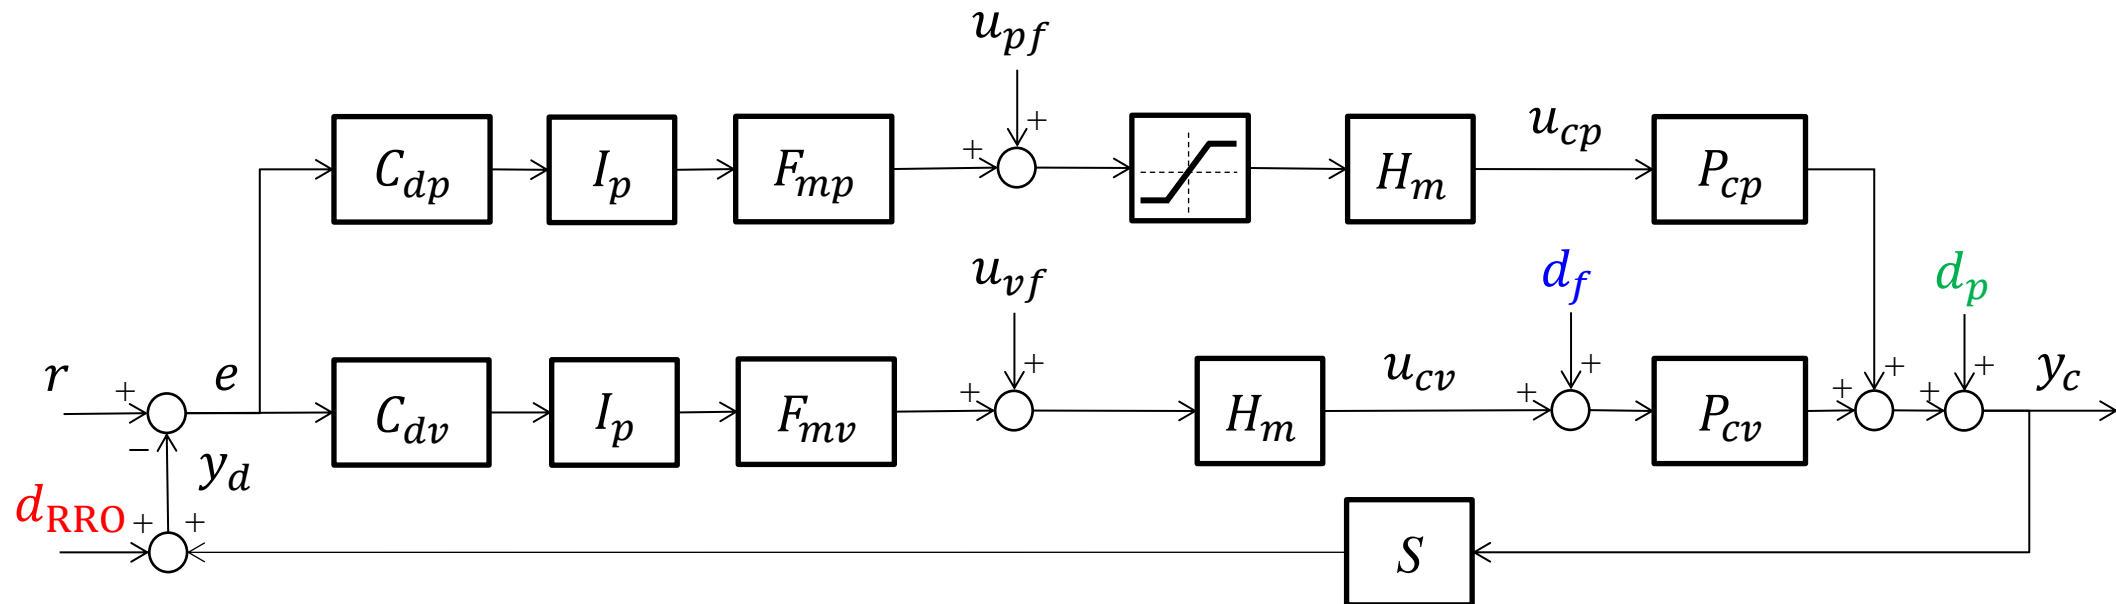 u_pf
+ +
C_dp I_p F_mp H_m u_cp P_cp
u_vf d_f d_p
+ + + + + + + +
r + e C_dv I_p F_mv H_m u_cv P_cv y_c
− y_d
d_RRO + +
S